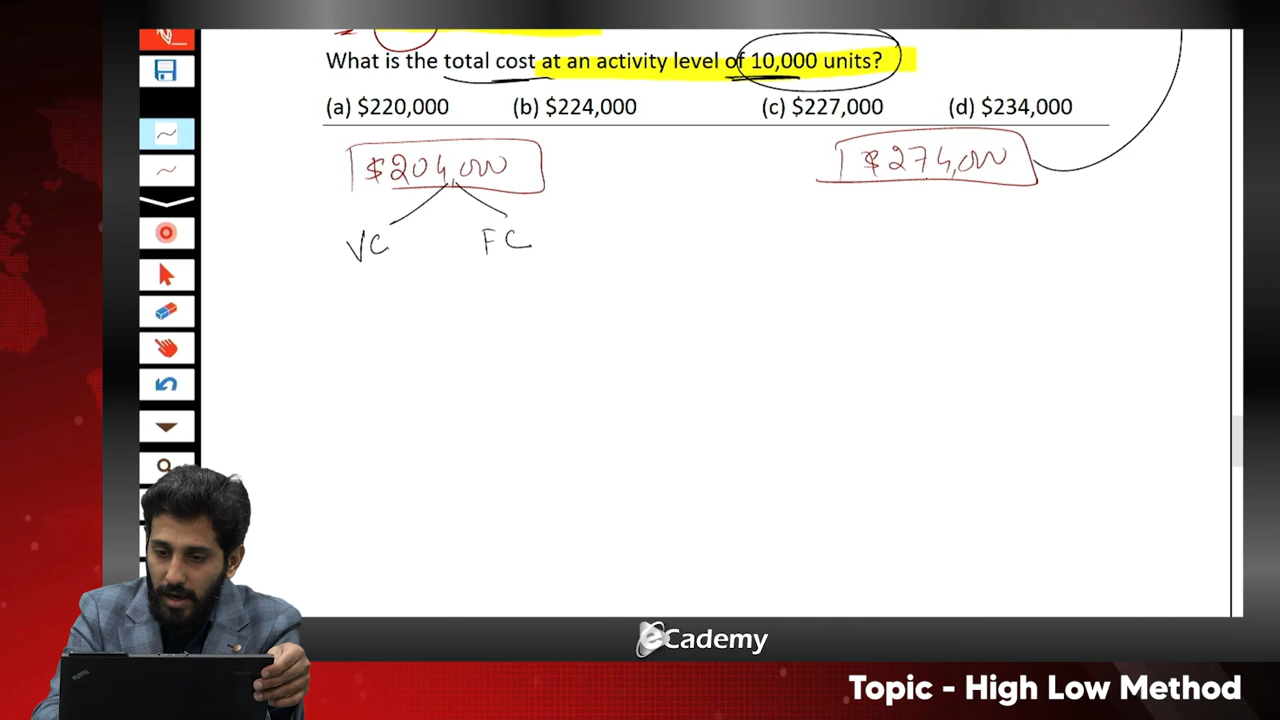 What is the total cost at an activity level of 10,000 units?
(a) $220,000 (b) $224,000 (c) $227,000 (d) $234,000
$204,000 $274,000
VC FC
eCademy
Topic - High Low Method